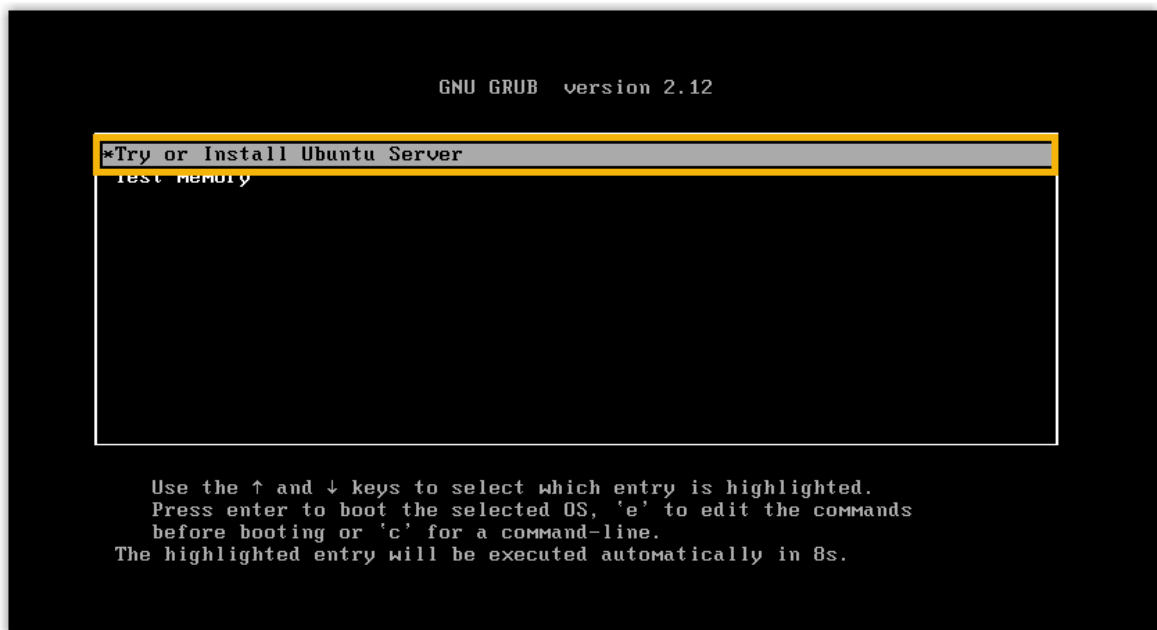 GNU GRUB version 2.12
*Try or Install Ubuntu Server
Test Memory
Use the ↑ and ↓ keys to select which entry is highlighted.
Press enter to boot the selected OS, `e' to edit the commands
before booting or `c' for a command-line.
The highlighted entry will be executed automatically in 8s.